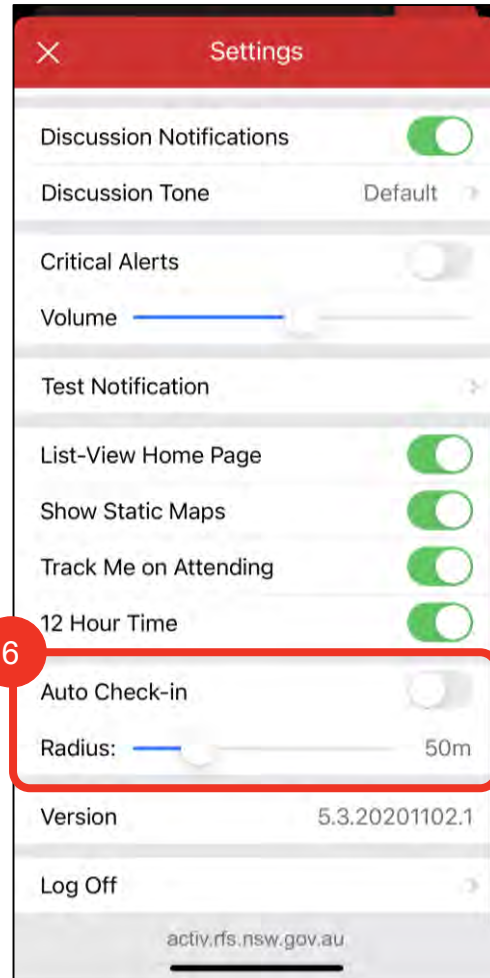 Settings
Discussion Notifications
Discussion Tone Default
Critical Alerts
Volume
Test Notification
List-View Home Page
Show Static Maps
Track Me on Attending
12 Hour Time
6
Auto Check-in
Radius: 50m
Version 5.3.20201102.1
Log Off
activ.rfs.nsw.gov.au